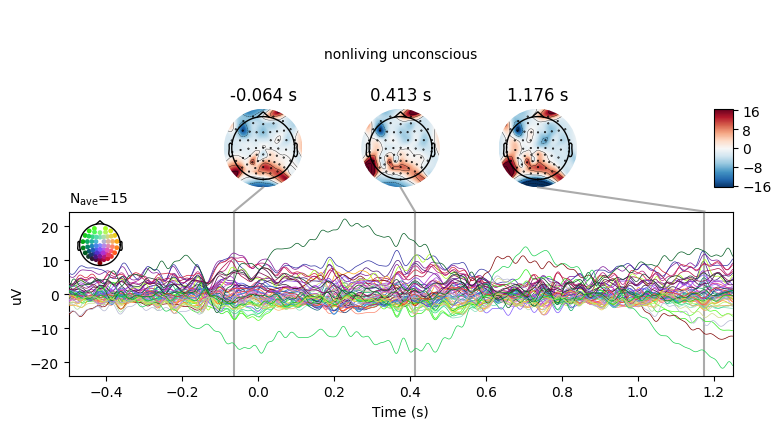 nonliving unconscious
-0.064 s 0.413 s 1.176 s
16
8
0
−8
−16
N_ave=15
20
10
0
−10
−20
uV
−0.4 −0.2 0.0 0.2 0.4 0.6 0.8 1.0 1.2
Time (s)